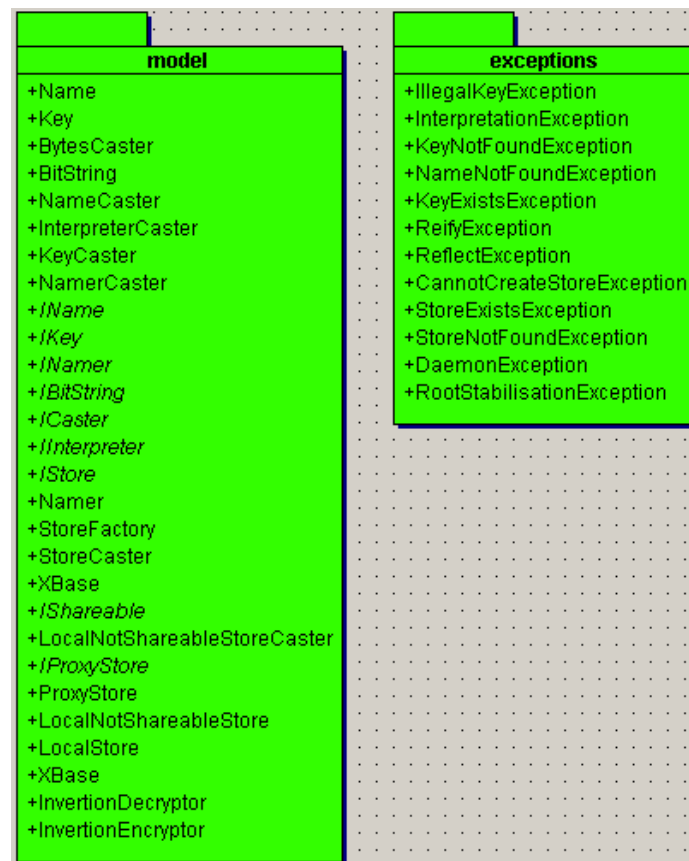 model
+Name
+Key
+BytesCaster
+BitString
+NameCaster
+InterpreterCaster
+KeyCaster
+NamerCaster
+IName
+IKey
+INamer
+IBitString
+ICaster
+IInterpreter
+IStore
+Namer
+StoreFactory
+StoreCaster
+XBase
+IShareable
+LocalNotShareableStoreCaster
+IProxyStore
+ProxyStore
+LocalNotShareableStore
+LocalStore
+XBase
+InvertionDecryptor
+InvertionEncryptor
exceptions
+IllegalKeyException
+InterpretationException
+KeyNotFoundException
+NameNotFoundException
+KeyExistsException
+ReifyException
+ReflectException
+CannotCreateStoreException
+StoreExistsException
+StoreNotFoundException
+DaemonException
+RootStabilisationException